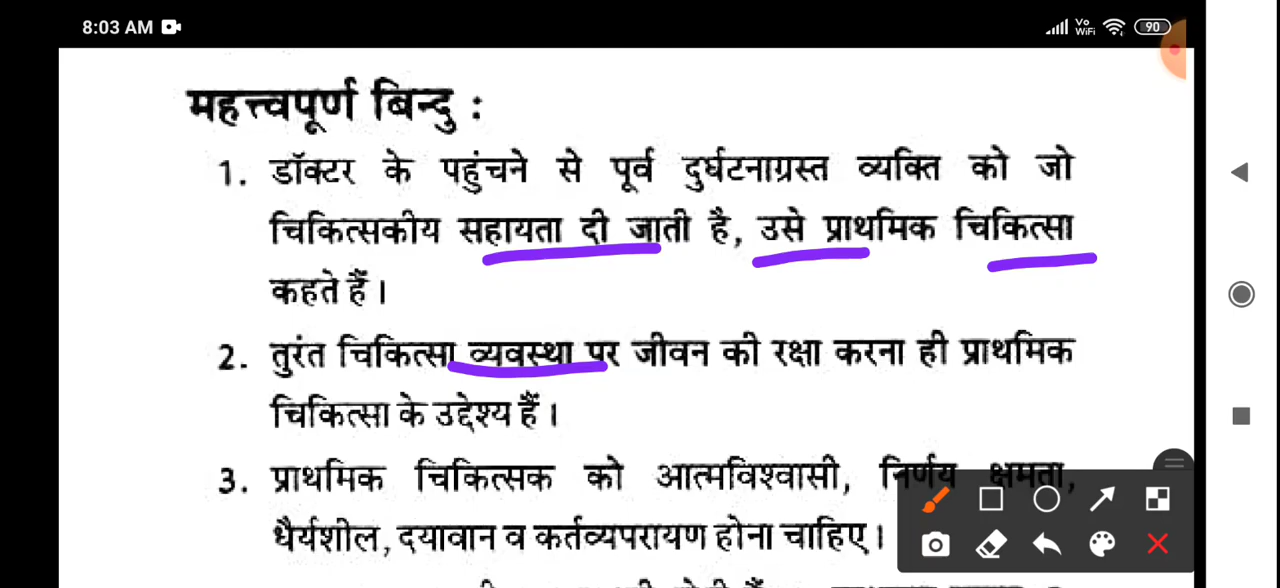 8:03 AM
Vo
WiFi
90
महत्त्वपूर्ण बिन्दु :
1. डॉक्टर के पहुंचने से पूर्व दुर्घटनाग्रस्त व्यक्ति को जो
चिकित्सकीय सहायता दी जाती है, उसे प्राथमिक चिकित्सा
कहते हैं।
2. तुरंत चिकित्सा व्यवस्था पर जीवन की रक्षा करना ही प्राथमिक
चिकित्सा के उद्देश्य हैं।
3. प्राथमिक चिकित्सक को आत्मविश्वासी, निर्णय क्षमता,
धैर्यशील, दयावान व कर्तव्यपरायण होना चाहिए।